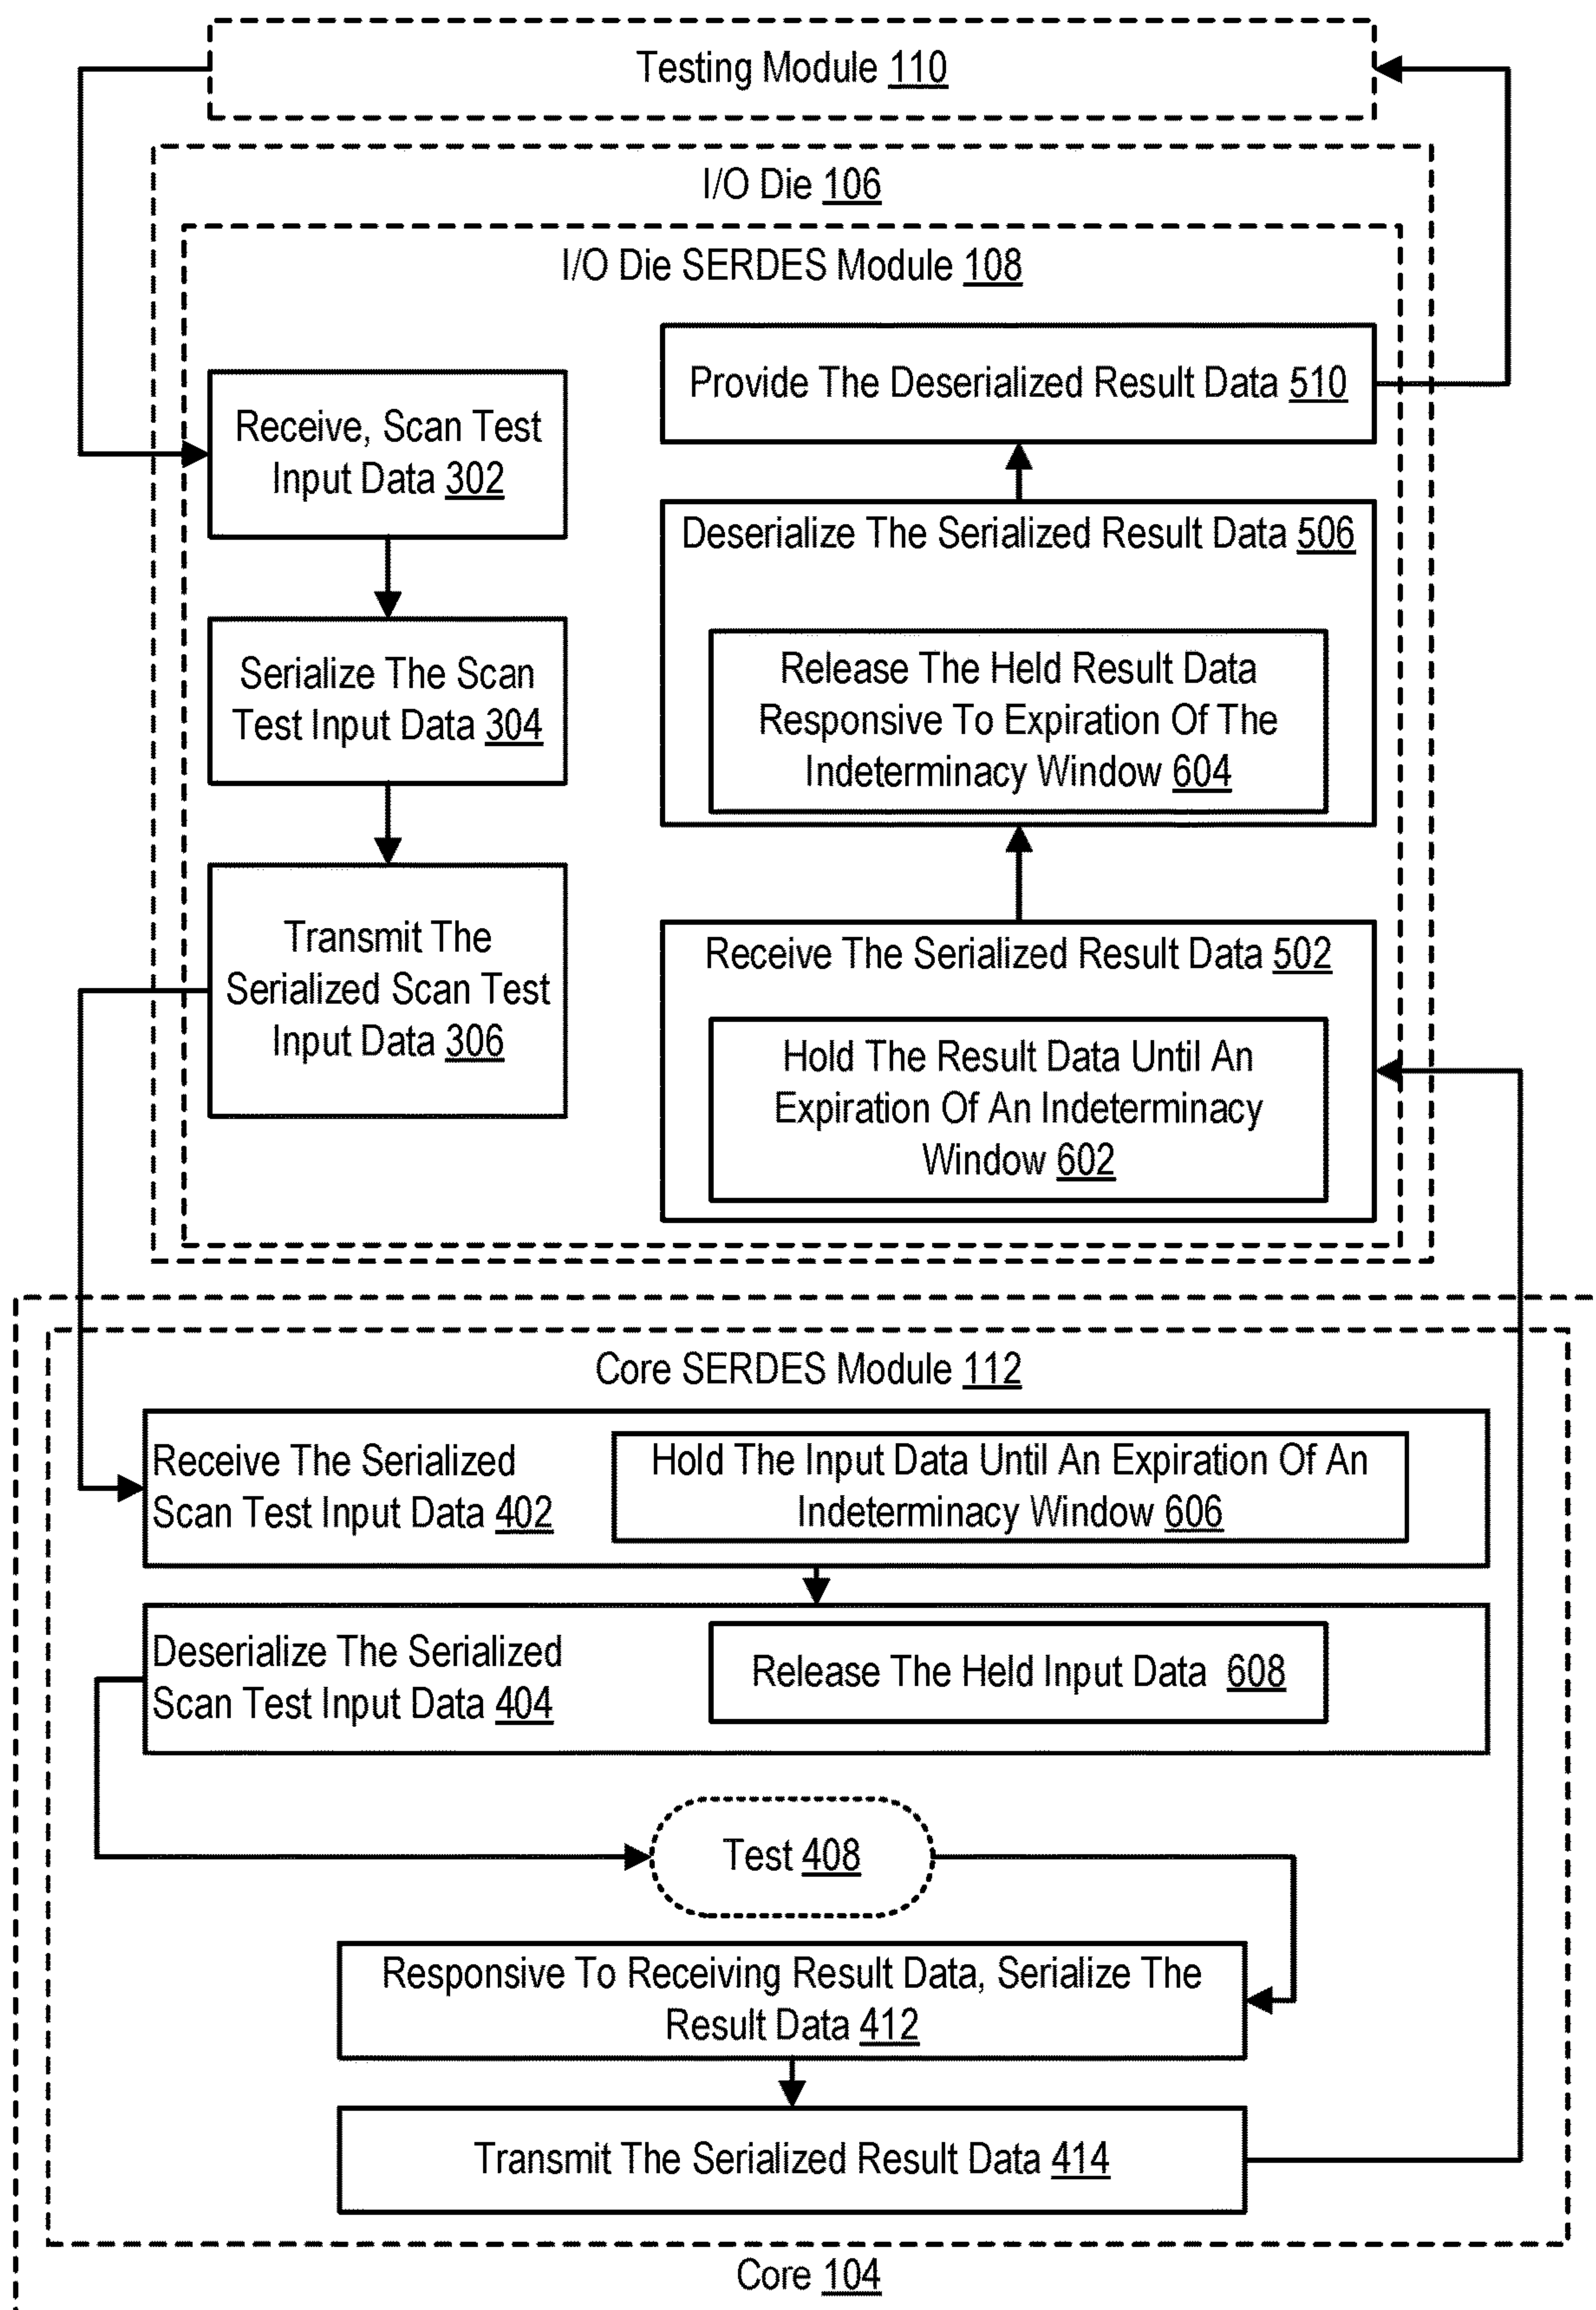 Testing Module 110
I/O Die 106
I/O Die SERDES Module 108
Receive, Scan Test
Input Data 302
Serialize The Scan
Test Input Data 304
Transmit The
Serialized Scan Test
Input Data 306
Provide The Deserialized Result Data 510
Deserialize The Serialized Result Data 506
Release The Held Result Data
Responsive To Expiration Of The
Indeterminacy Window 604
Receive The Serialized Result Data 502
Hold The Result Data Until An
Expiration Of An Indeterminacy
Window 602
Core SERDES Module 112
Receive The Serialized
Scan Test Input Data 402
Hold The Input Data Until An Expiration Of An
Indeterminacy Window 606
Deserialize The Serialized
Scan Test Input Data 404
Release The Held Input Data 608
Test 408
Responsive To Receiving Result Data, Serialize The
Result Data 412
Transmit The Serialized Result Data 414
Core 104